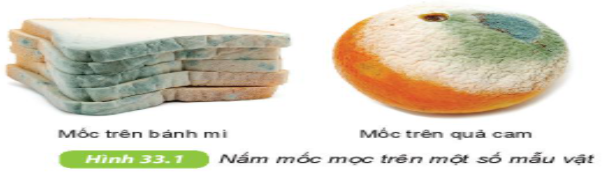 Mốc trên bánh mì
Mốc trên quả cam
Hình 33.1 Nấm mốc mọc trên một số mẫu vật